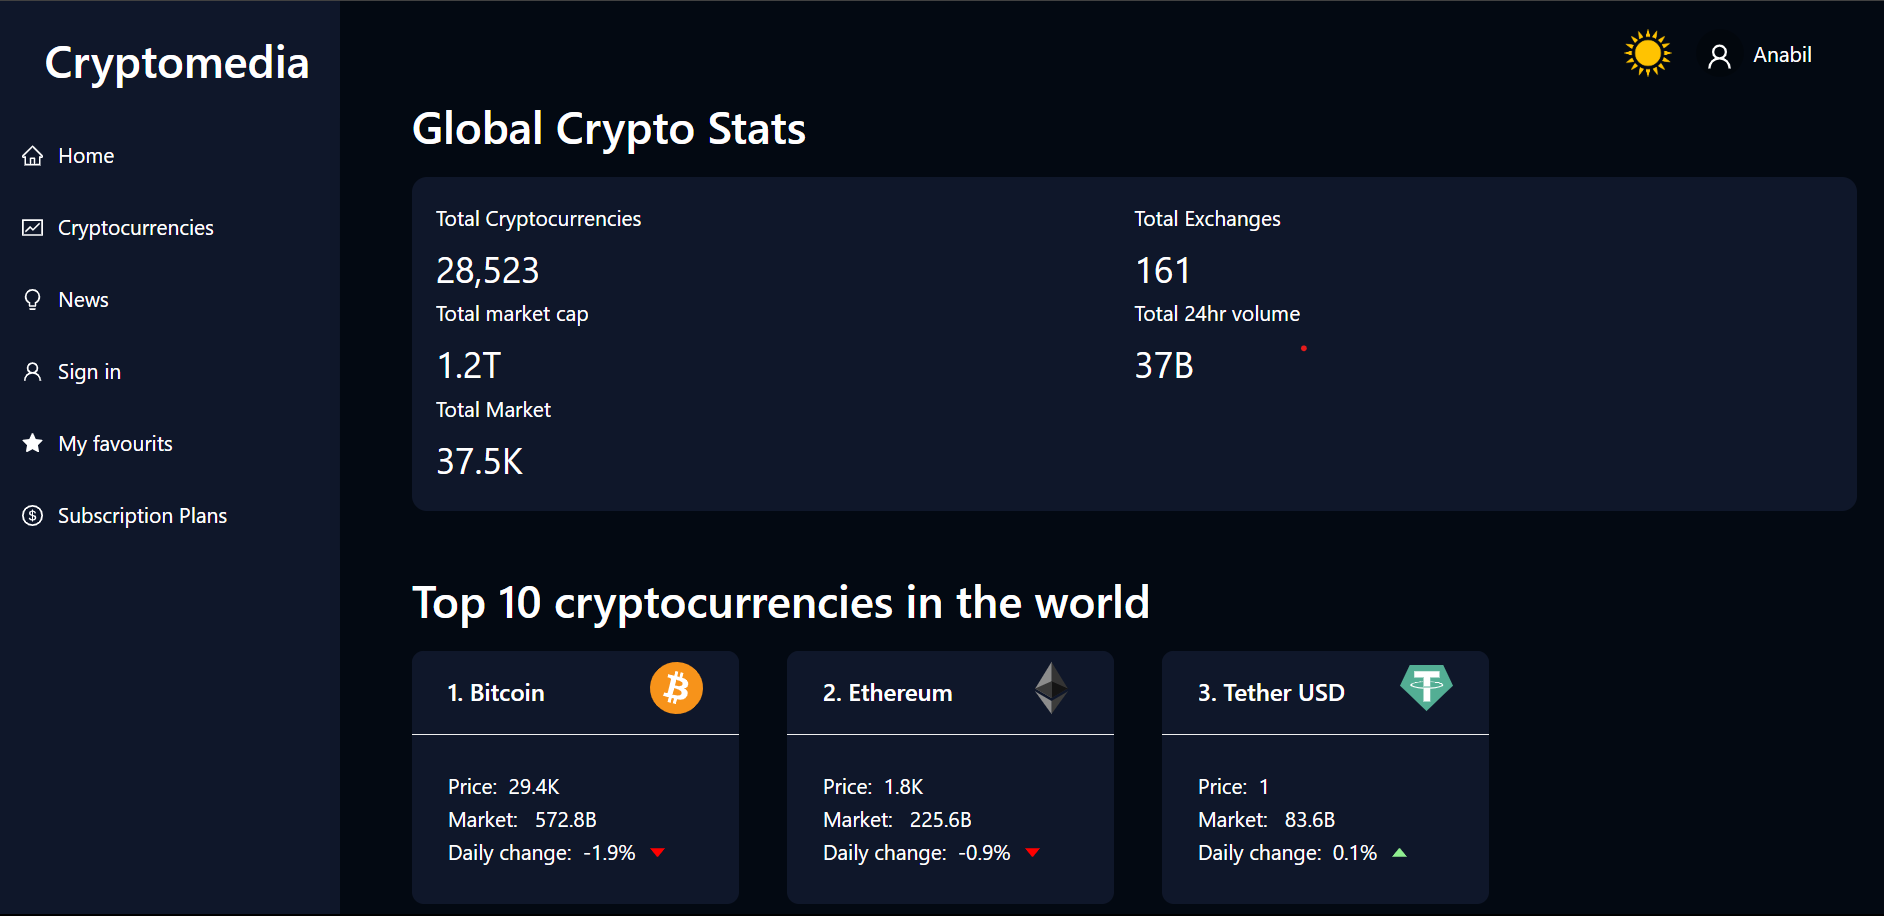 Cryptomedia
Home
Cryptocurrencies
News
Sign in
My favourits
Subscription Plans
Anabil
Global Crypto Stats
Total Cryptocurrencies
28,523
Total Exchanges
161
Total market cap
1.2T
Total 24hr volume
37B
Total Market
37.5K
Top 10 cryptocurrencies in the world
1. Bitcoin
Price: 29.4K
Market: 572.8B
Daily change: -1.9%
2. Ethereum
Price: 1.8K
Market: 225.6B
Daily change: -0.9%
3. Tether USD
Price: 1
Market: 83.6B
Daily change: 0.1%